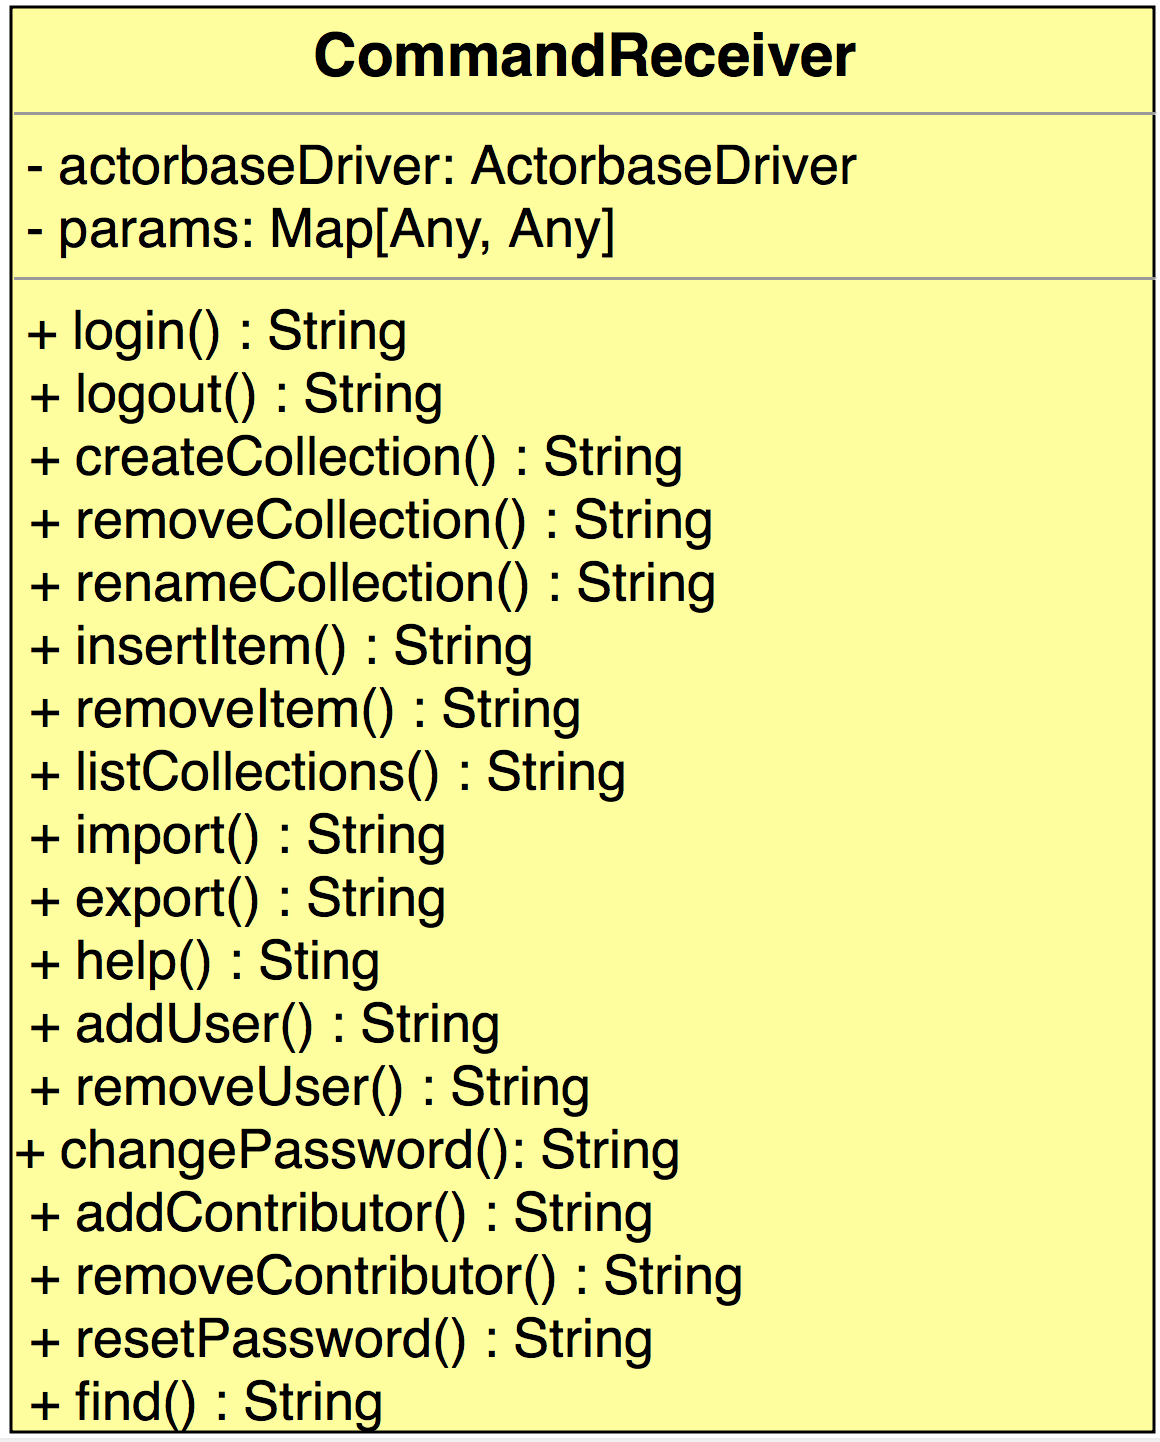 CommandReceiver
- actorbaseDriver: ActorbaseDriver
- params: Map[Any, Any]
+ login() : String
+ logout() : String
+ createCollection() : String
+ removeCollection() : String
+ renameCollection() : String
+ insertItem() : String
+ removeItem() : String
+ listCollections() : String
+ import() : String
+ export() : String
+ help() : Sting
+ addUser() : String
+ removeUser() : String
+ changePassword(): String
+ addContributor() : String
+ removeContributor() : String
+ resetPassword() : String
+ find() : String